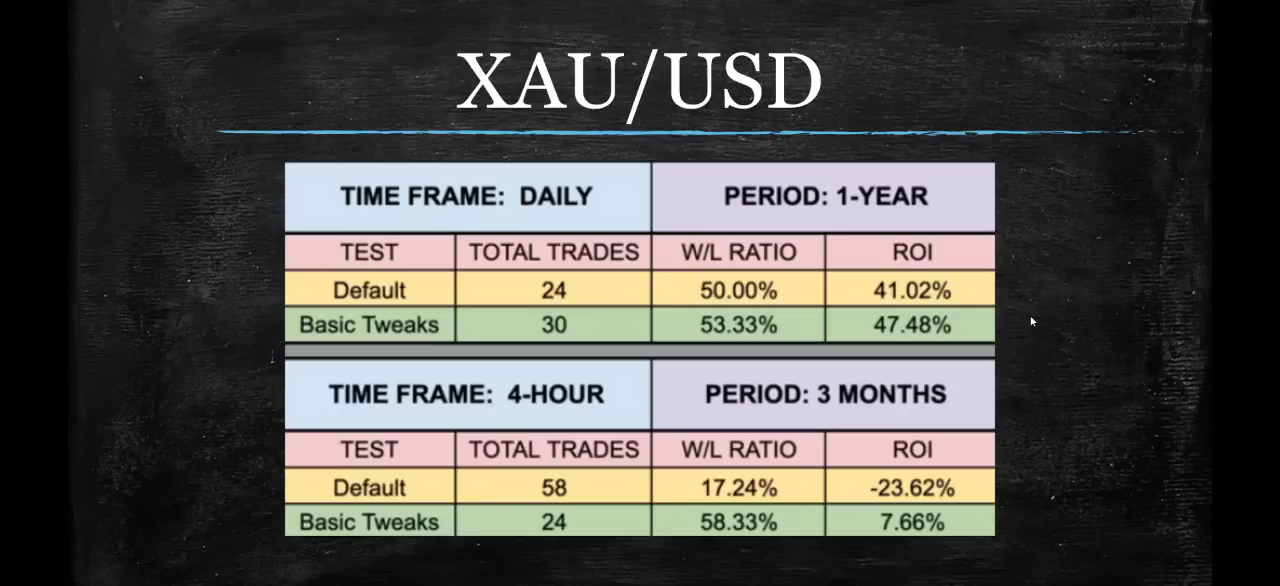 XAU/USD
TIME FRAME:  DAILY PERIOD: 1-YEAR
TEST TOTAL TRADES W/L RATIO ROI
Default 24 50.00% 41.02%
Basic Tweaks 30 53.33% 47.48%
TIME FRAME:  4-HOUR PERIOD: 3 MONTHS
TEST TOTAL TRADES W/L RATIO ROI
Default 58 17.24% -23.62%
Basic Tweaks 24 58.33% 7.66%